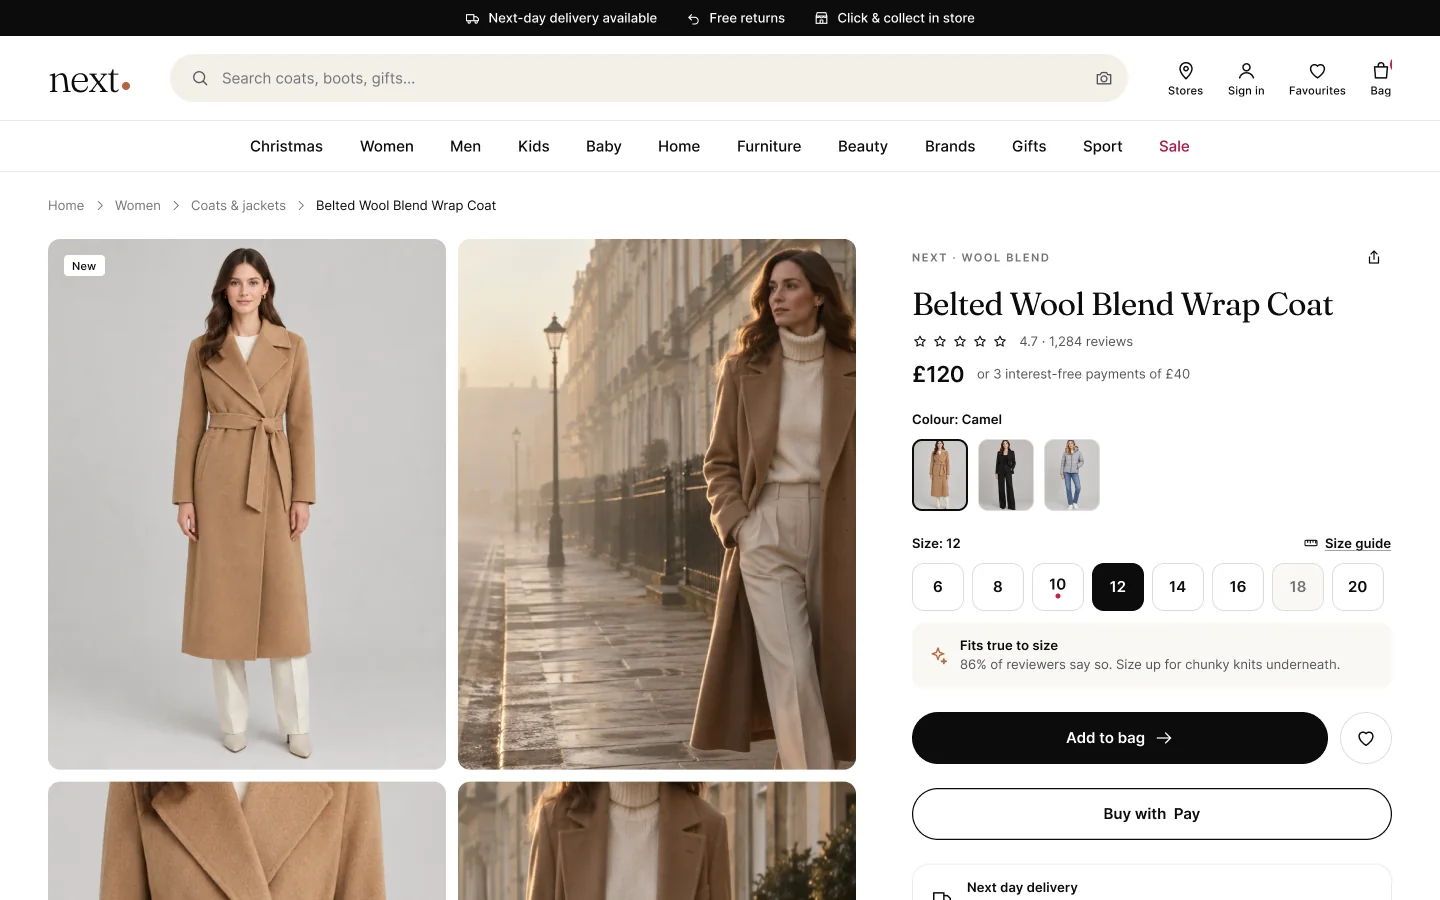 Next-day delivery available
Free returns
Click & collect in store
next.
Search coats, boots, gifts...
Stores
Sign in
Favourites
Bag
Christmas
Women
Men
Kids
Baby
Home
Furniture
Beauty
Brands
Gifts
Sport
Sale
Home
Women
Coats & jackets
Belted Wool Blend Wrap Coat
New
NEXT · WOOL BLEND
Belted Wool Blend Wrap Coat
4.7 · 1,284 reviews
£120
or 3 interest-free payments of £40
Colour: Camel
Size: 12
Size guide
6
8
10
12
14
16
18
20
Fits true to size
86% of reviewers say so. Size up for chunky knits underneath.
Add to bag
Buy with Pay
Next day delivery